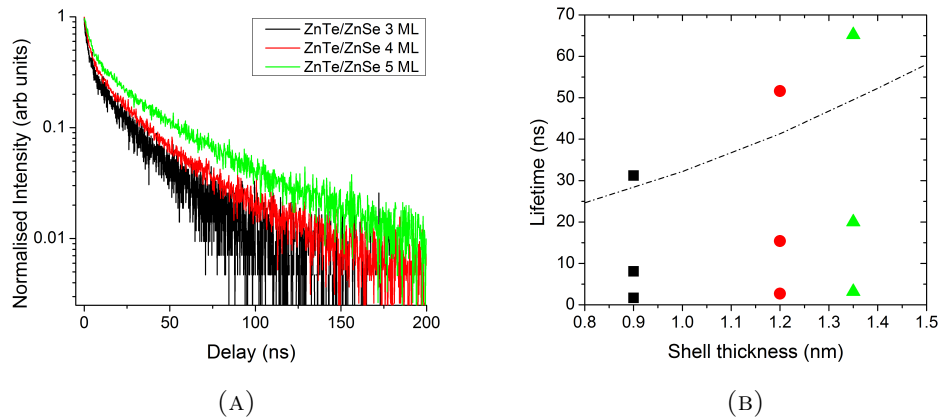 ZnTe/ZnSe 3 ML
ZnTe/ZnSe 4 ML
ZnTe/ZnSe 5 ML
1
0.1
0.01
Normalised Intensity (arb units)
0
50
100
150
200
Delay (ns)
(A)
70
60
50
40
30
20
10
0
Lifetime (ns)
0.8
0.9
1.0
1.1
1.2
1.3
1.4
1.5
Shell thickness (nm)
(B)